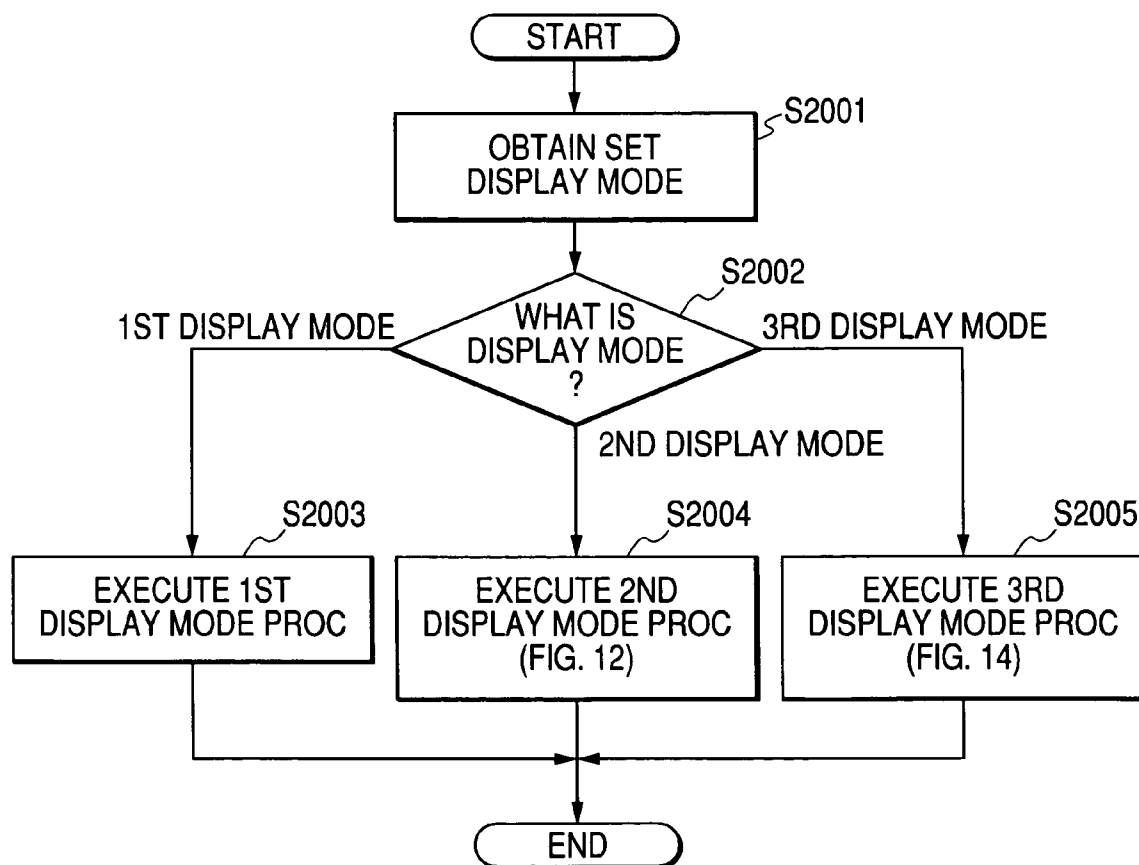 START
S2001
OBTAIN SET
DISPLAY MODE
S2002
1ST DISPLAY MODE
WHAT IS
DISPLAY MODE
?
3RD DISPLAY MODE
2ND DISPLAY MODE
S2003
EXECUTE 1ST
DISPLAY MODE PROC
S2004
EXECUTE 2ND
DISPLAY MODE PROC
(FIG. 12)
S2005
EXECUTE 3RD
DISPLAY MODE PROC
(FIG. 14)
END